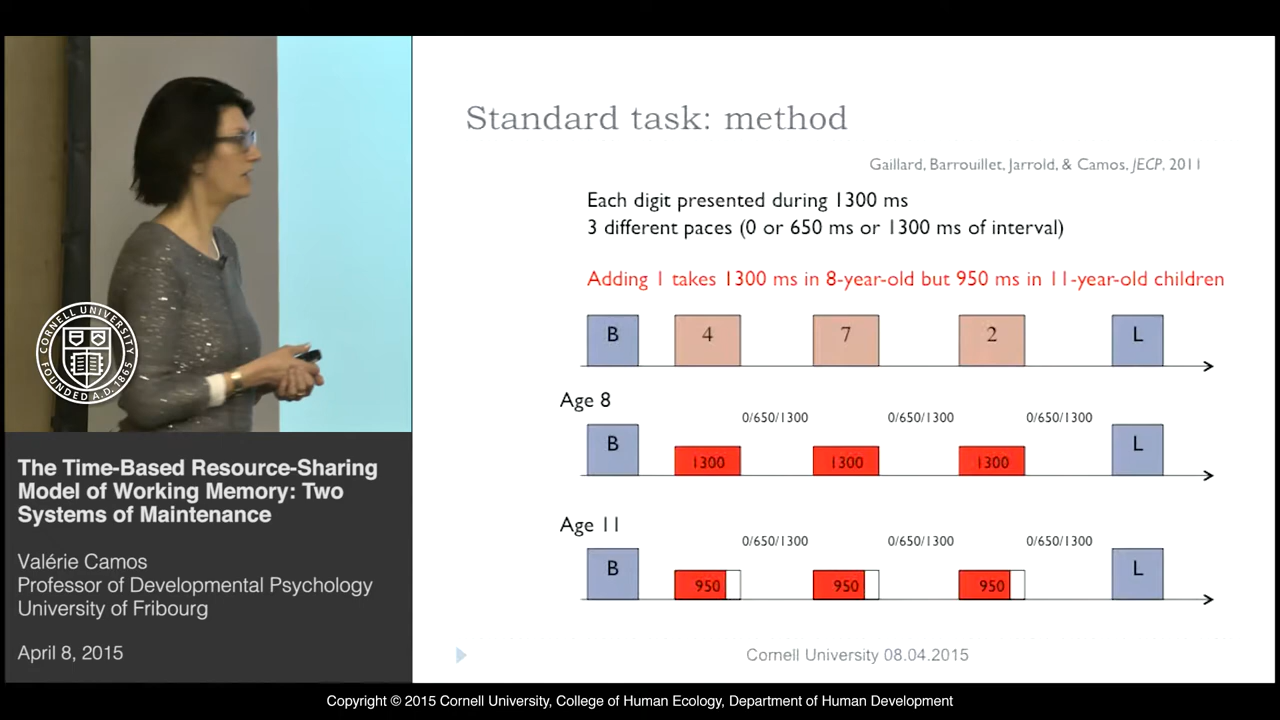 Standard task: method
Gaillard, Barrouillet, Jarrold, & Camos, JECP, 2011
Each digit presented during 1300 ms
3 different paces (0 or 650 ms or 1300 ms of interval)
Adding 1 takes 1300 ms in 8-year-old but 950 ms in 11-year-old children
B 4 7 2 L
Age 8
0/650/1300 0/650/1300 0/650/1300
B 1300 1300 1300 L
Age 11
0/650/1300 0/650/1300 0/650/1300
B 950 950 950 L
Cornell University 08.04.2015
CORNELL UNIVERSITY
FOUNDED A.D. 1865
The Time-Based Resource-Sharing
Model of Working Memory: Two
Systems of Maintenance
Valérie Camos
Professor of Developmental Psychology
University of Fribourg
April 8, 2015
Copyright © 2015 Cornell University, College of Human Ecology, Department of Human Development